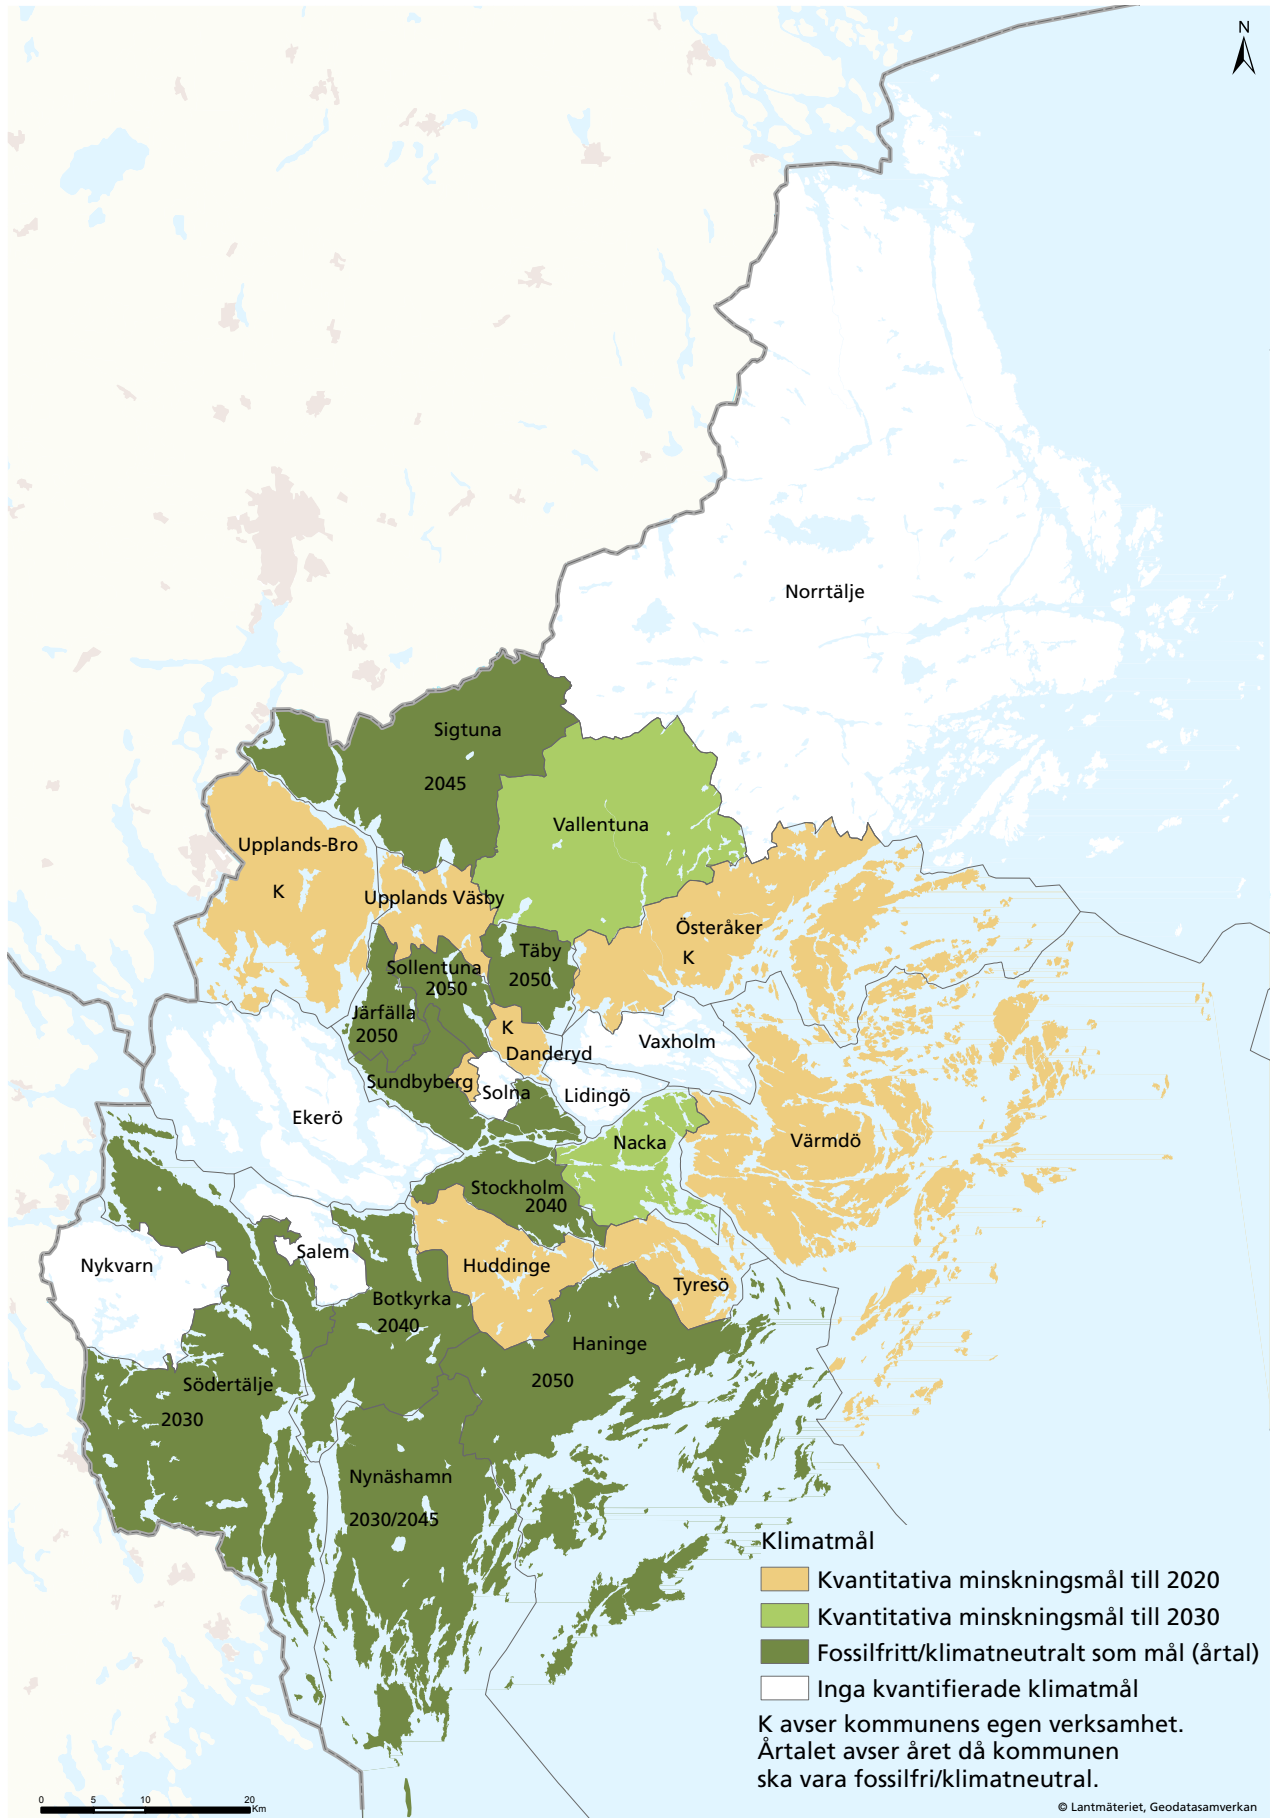 N
Norrtälje
Sigtuna
2045
Vallentuna
Upplands-Bro
K
Upplands Väsby
Österåker
K
Täby
2050
Sollentuna
2050
Järfälla
2050
K
Danderyd
Vaxholm
Sundbyberg
Solna
Lidingö
Ekerö
Nacka
Värmdö
Stockholm
2040
Salem
Nykvarn
Huddinge
Tyresö
Botkyrka
2040
Haninge
2050
Södertälje
2030
Nynäshamn
2030/2045
Klimatmål
Kvantitativa minskningsmål till 2020
Kvantitativa minskningsmål till 2030
Fossilfritt/klimatneutralt som mål (årtal)
Inga kvantifierade klimatmål
K avser kommunens egen verksamhet.
Årtalet avser året då kommunen
ska vara fossilfri/klimatneutral.
0 5 10 20
Km
© Lantmäteriet, Geodatasamverkan